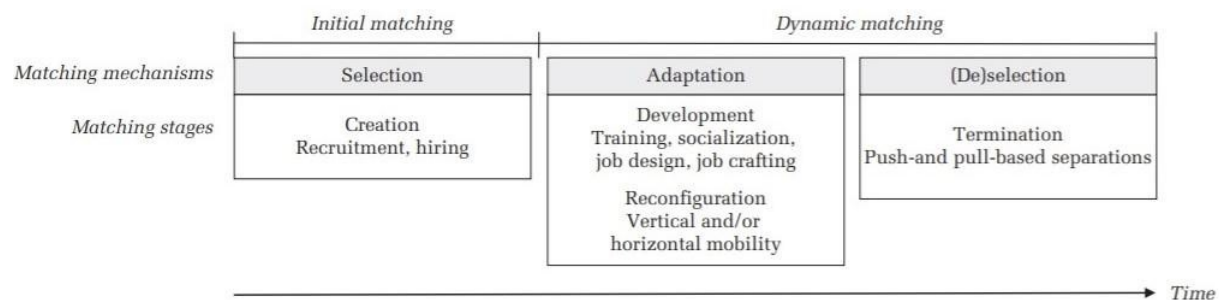 Initial matching
Dynamic matching
Matching mechanisms
Selection
Adaptation
(De)selection
Matching stages
Creation
Recruitment, hiring
Development
Training, socialization,
job design, job crafting
Reconfiguration
Vertical and/or
horizontal mobility
Termination
Push-and pull-based separations
Time